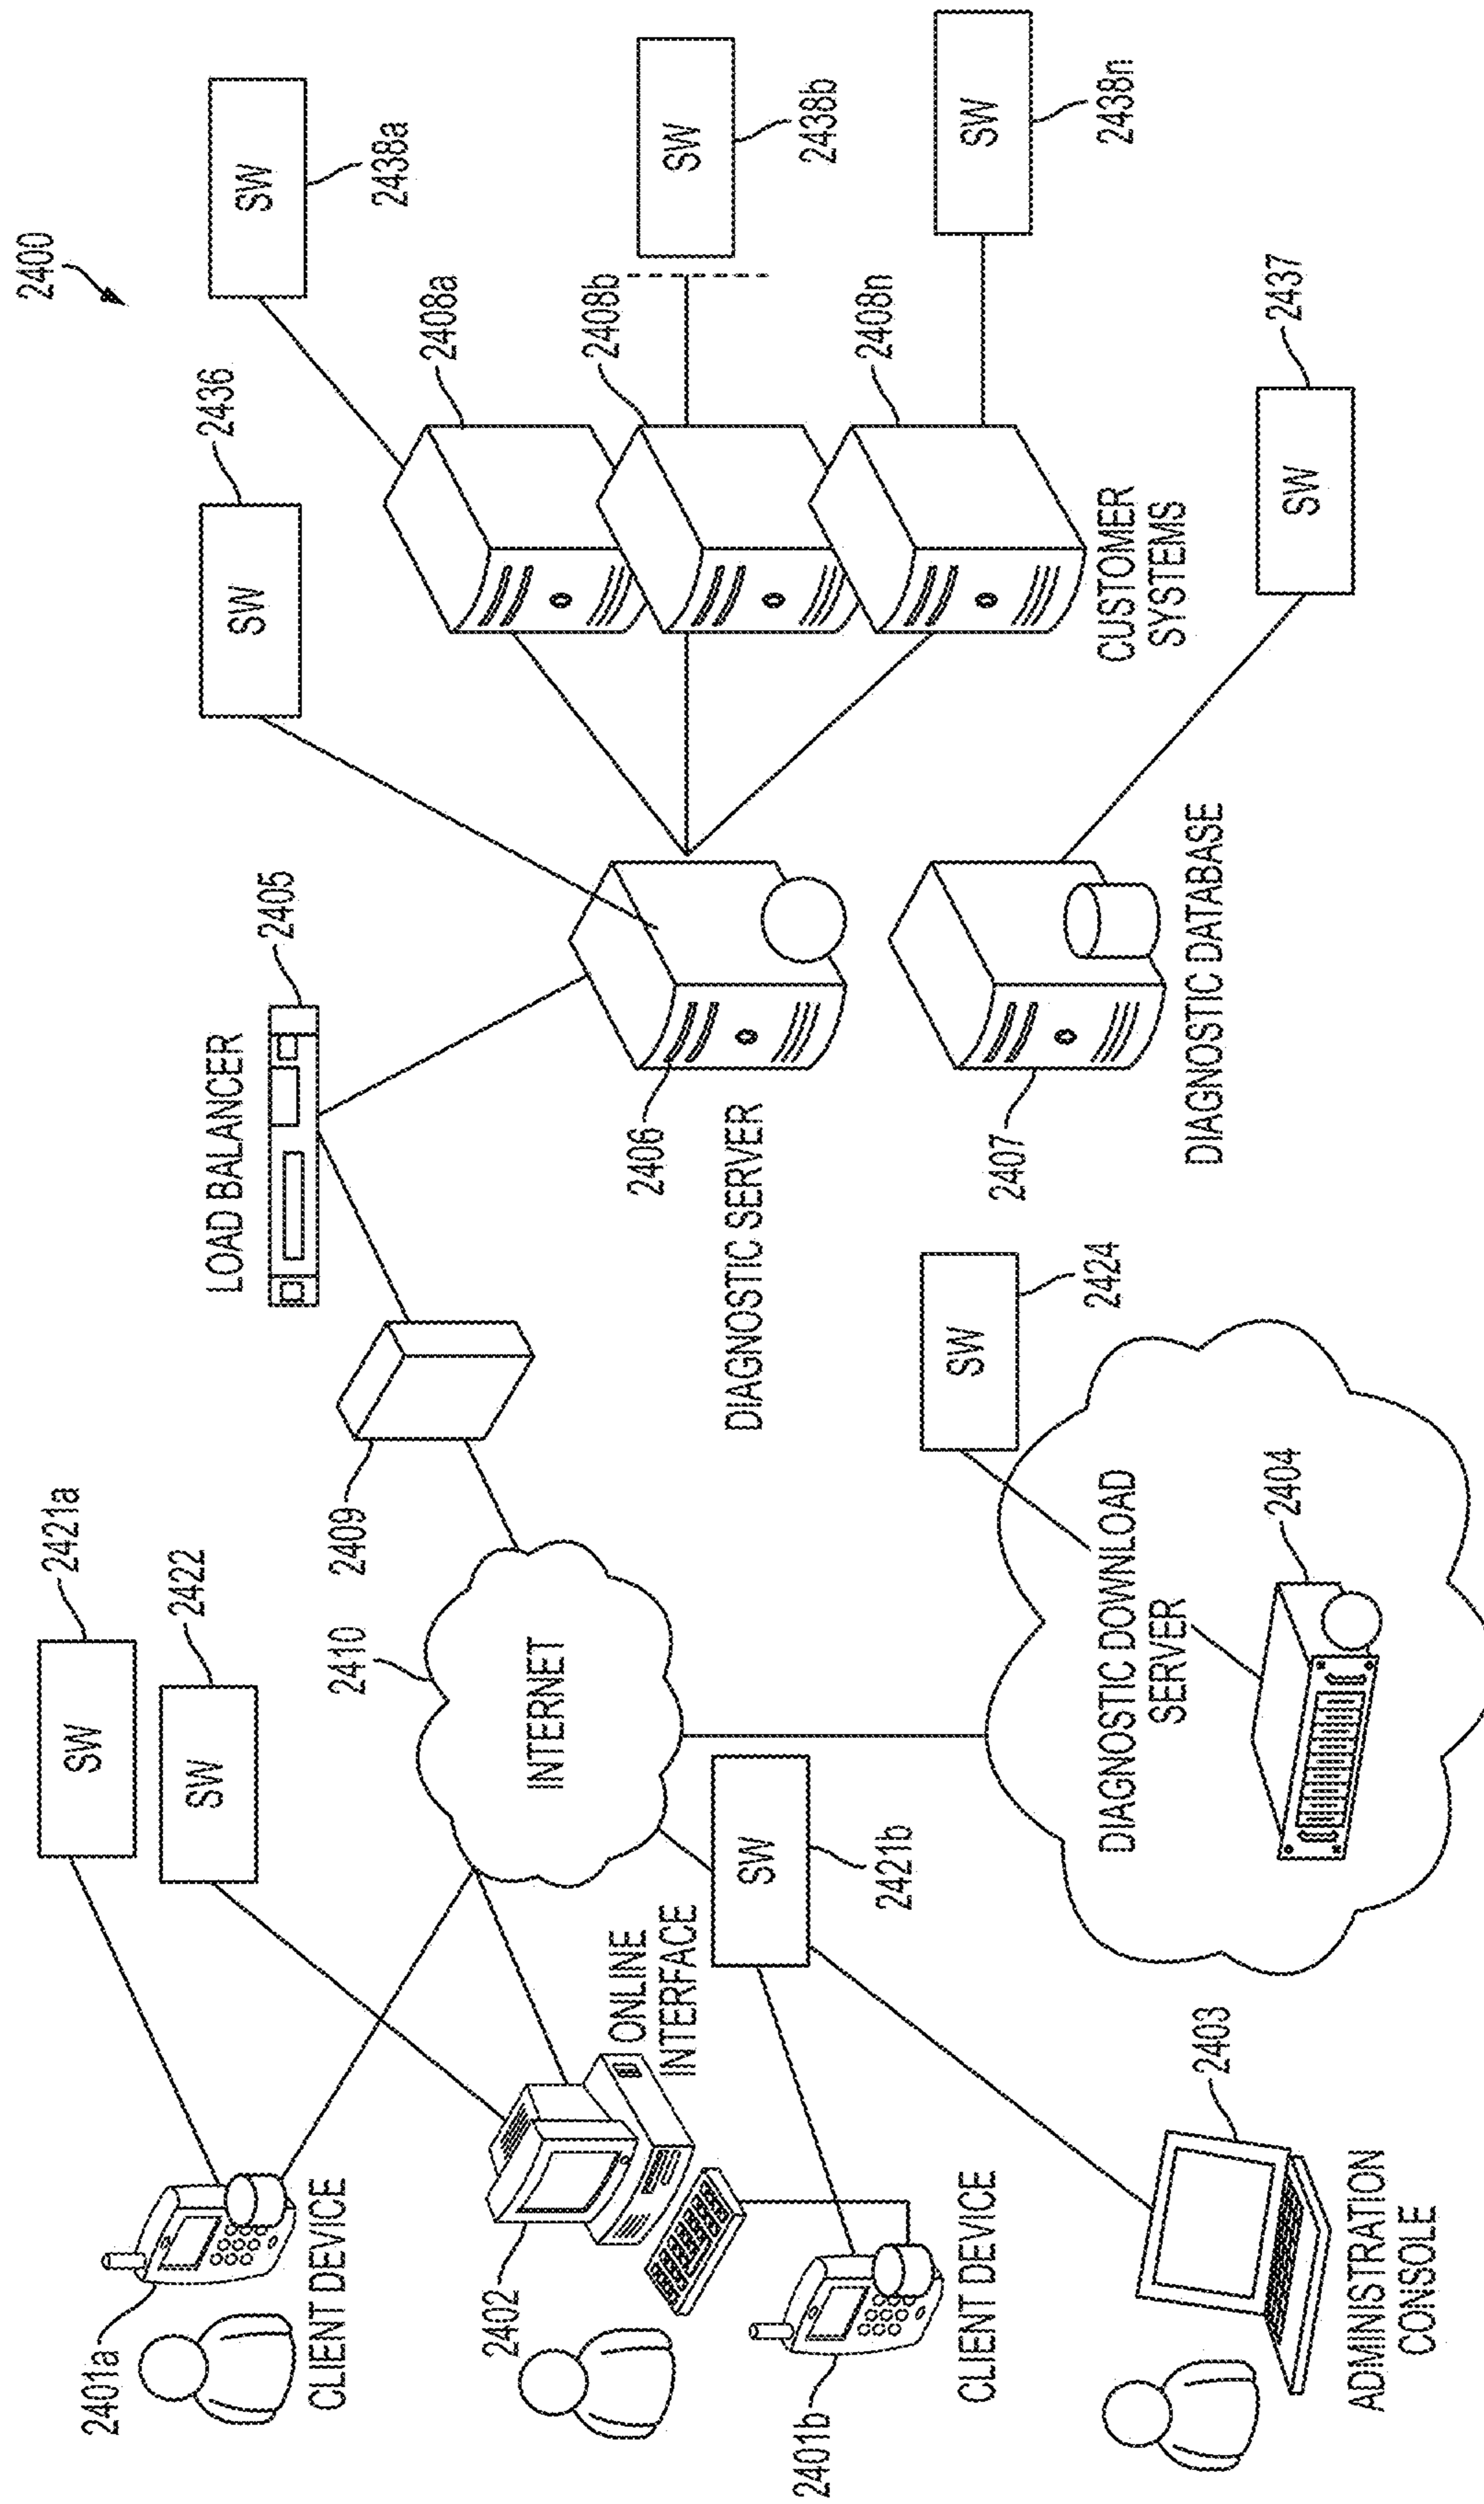 2400
2421a
SW
2422
SW
2401a
CLIENT DEVICE
2410
INTERNET
2409
LOAD BALANCER
2405
2436
SW
SW
2438a
2408a
2408b
2408n
SW
2438b
SW
2438n
CUSTOMER
SYSTEMS
2402
ONLINE
INTERFACE
SW
2421b
2401b
CLIENT DEVICE
2406
DIAGNOSTIC SERVER
2407
DIAGNOSTIC DATABASE
SW
2437
SW
2424
DIAGNOSTIC DOWNLOAD
SERVER
2404
2403
ADMINISTRATION
CONSOLE